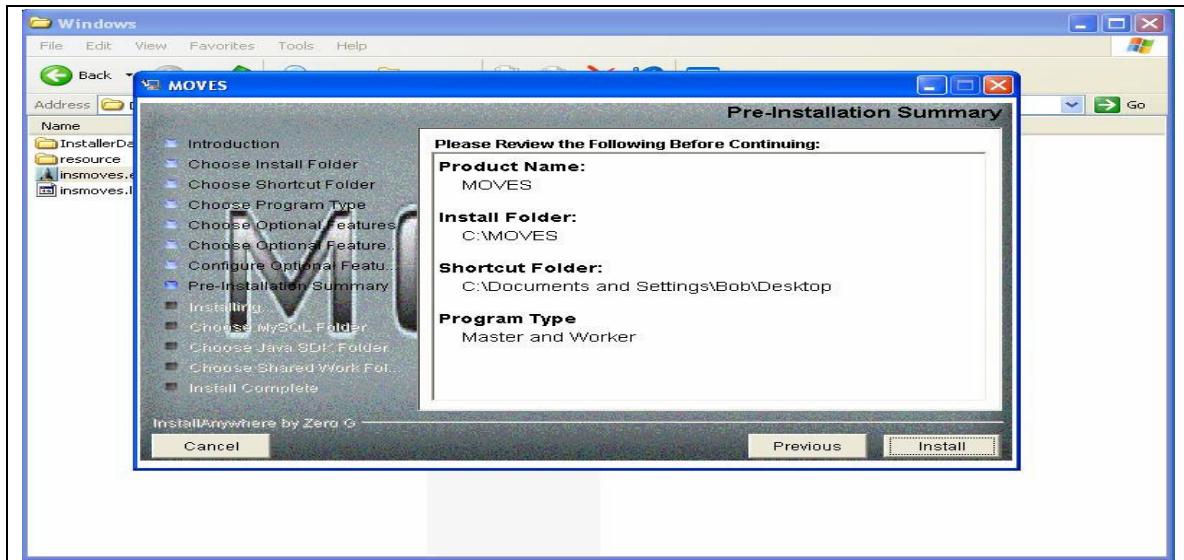 Windows
File Edit View Favorites Tools Help
Back
Address
Go
Name
InstallerDa
resource
insmoves.e
insmoves.l
MOVES
Pre-Installation Summary
Introduction
Choose Install Folder
Choose Shortcut Folder
Choose Program Type
Choose Optional Features
Choose Optional Feature..
Configure Optional Featu..
Pre-Installation Summary
Installing
Choose MySQL Folder
Choose Java SDK Folder
Choose Shared Work Fol..
Install Complete
Please Review the Following Before Continuing:
Product Name:
MOVES
Install Folder:
C:\MOVES
Shortcut Folder:
C:\Documents and Settings\Bob\Desktop
Program Type
Master and Worker
InstallAnywhere by Zero G
Cancel
Previous
Install